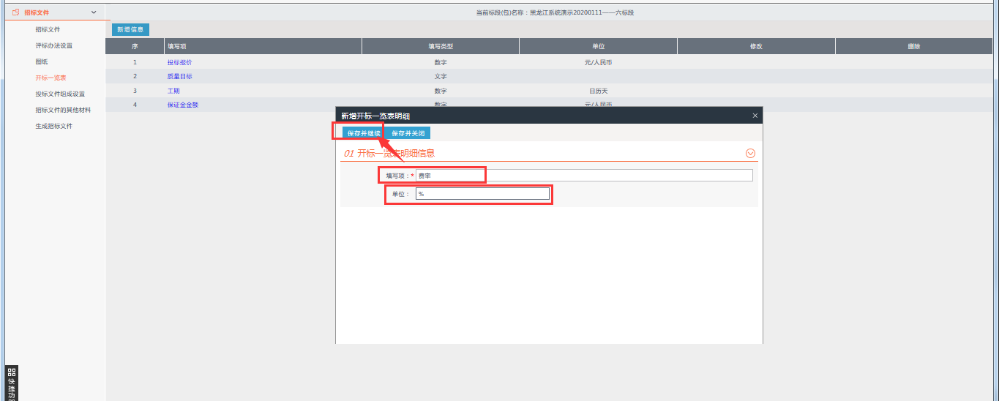 招标文件
当前标段(包)名称：黑龙江系统演示20200111——六标段
招标文件
评标办法设置
图纸
开标一览表
投标文件组成设置
招标文件的其他材料
生成招标文件
新增信息
序 填写项 填写类型 单位 修改 删除
1 投标报价 数字 元/人民币
2 质量目标 文字
3 工期 数字 日历天
4 保证金金额 数字 元/人民币
新增开标一览表明细
保存并继续 保存并关闭
01 开标一览表明细信息
填写项：* 费率
单位： %
快捷功